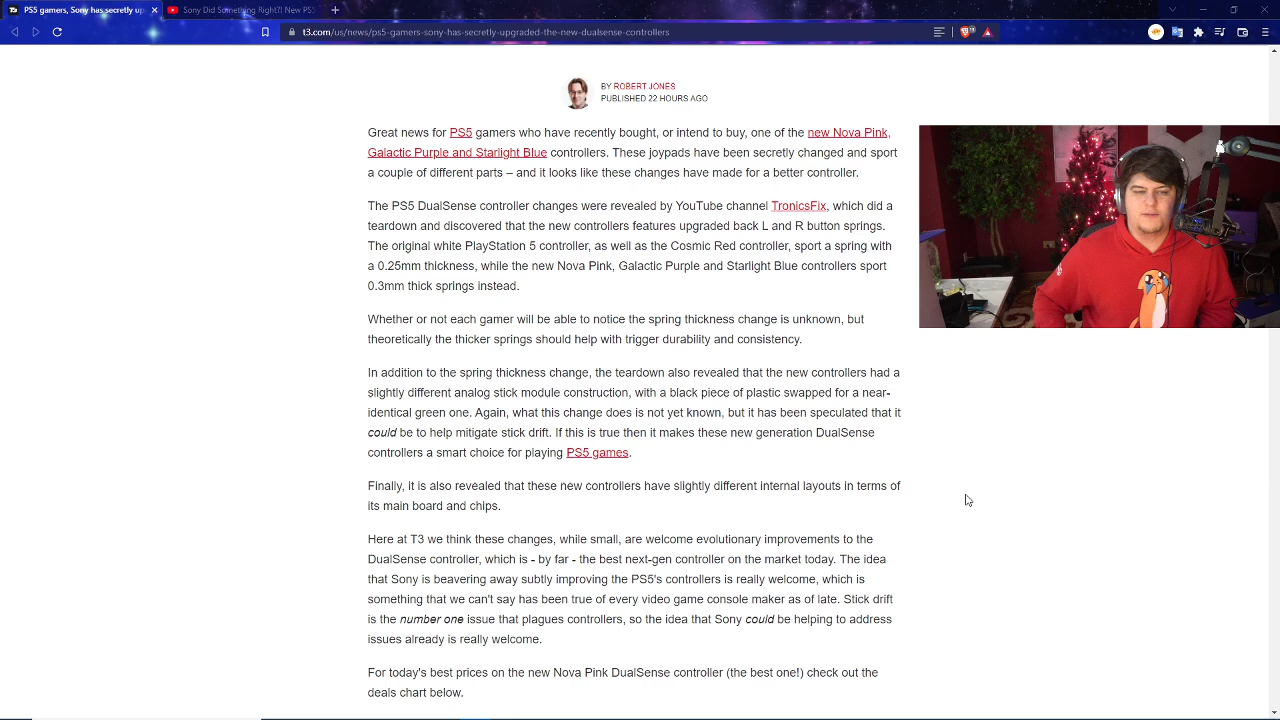 PS5 gamers, Sony has secretly up
Sony Did Something Right?! New PS5
t3.com/us/news/ps5-gamers-sony-has-secretly-upgraded-the-new-dualsense-controllers
BY ROBERT JONES
PUBLISHED 22 HOURS AGO
Great news for PS5 gamers who have recently bought, or intend to buy, one of the new Nova Pink,
Galactic Purple and Starlight Blue controllers. These joypads have been secretly changed and sport
a couple of different parts – and it looks like these changes have made for a better controller.
The PS5 DualSense controller changes were revealed by YouTube channel TronicsFix, which did a
teardown and discovered that the new controllers features upgraded back L and R button springs.
The original white PlayStation 5 controller, as well as the Cosmic Red controller, sport a spring with
a 0.25mm thickness, while the new Nova Pink, Galactic Purple and Starlight Blue controllers sport
0.3mm thick springs instead.
Whether or not each gamer will be able to notice the spring thickness change is unknown, but
theoretically the thicker springs should help with trigger durability and consistency.
In addition to the spring thickness change, the teardown also revealed that the new controllers had a
slightly different analog stick module construction, with a black piece of plastic swapped for a near-
identical green one. Again, what this change does is not yet known, but it has been speculated that it
could be to help mitigate stick drift. If this is true then it makes these new generation DualSense
controllers a smart choice for playing PS5 games.
Finally, it is also revealed that these new controllers have slightly different internal layouts in terms of
its main board and chips.
Here at T3 we think these changes, while small, are welcome evolutionary improvements to the
DualSense controller, which is - by far - the best next-gen controller on the market today. The idea
that Sony is beavering away subtly improving the PS5's controllers is really welcome, which is
something that we can't say has been true of every video game console maker as of late. Stick drift
is the number one issue that plagues controllers, so the idea that Sony could be helping to address
issues already is really welcome.
For today's best prices on the new Nova Pink DualSense controller (the best one!) check out the
deals chart below.